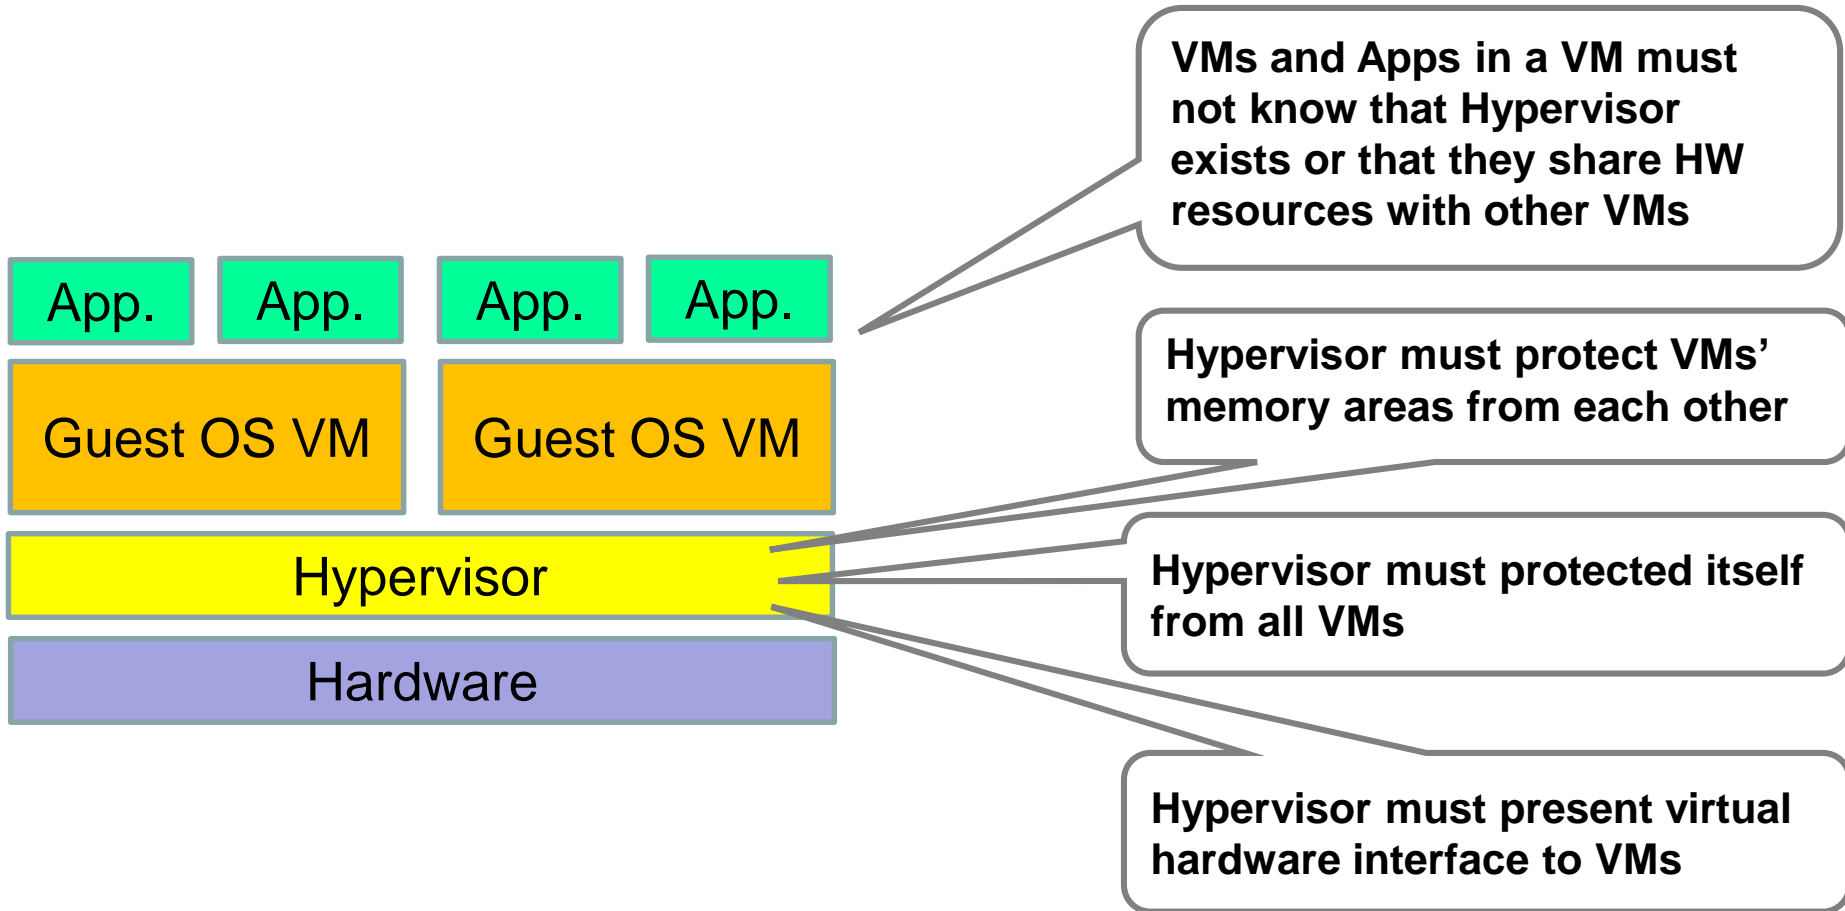 VMs and Apps in a VM must
not know that Hypervisor
exists or that they share HW
resources with other VMs
App.
App.
App.
App.
Hypervisor must protect VMs’
memory areas from each other
Guest OS VM
Guest OS VM
Hypervisor
Hypervisor must protected itself
from all VMs
Hardware
Hypervisor must present virtual
hardware interface to VMs